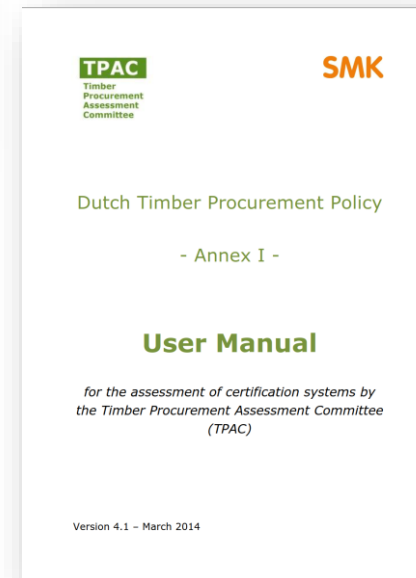 TPAC
SMK
Timber
Procurement
Assessment
Committee
Dutch Timber Procurement Policy
- Annex I -
User Manual
for the assessment of certification systems by
the Timber Procurement Assessment Committee
(TPAC)
Version 4.1 – March 2014